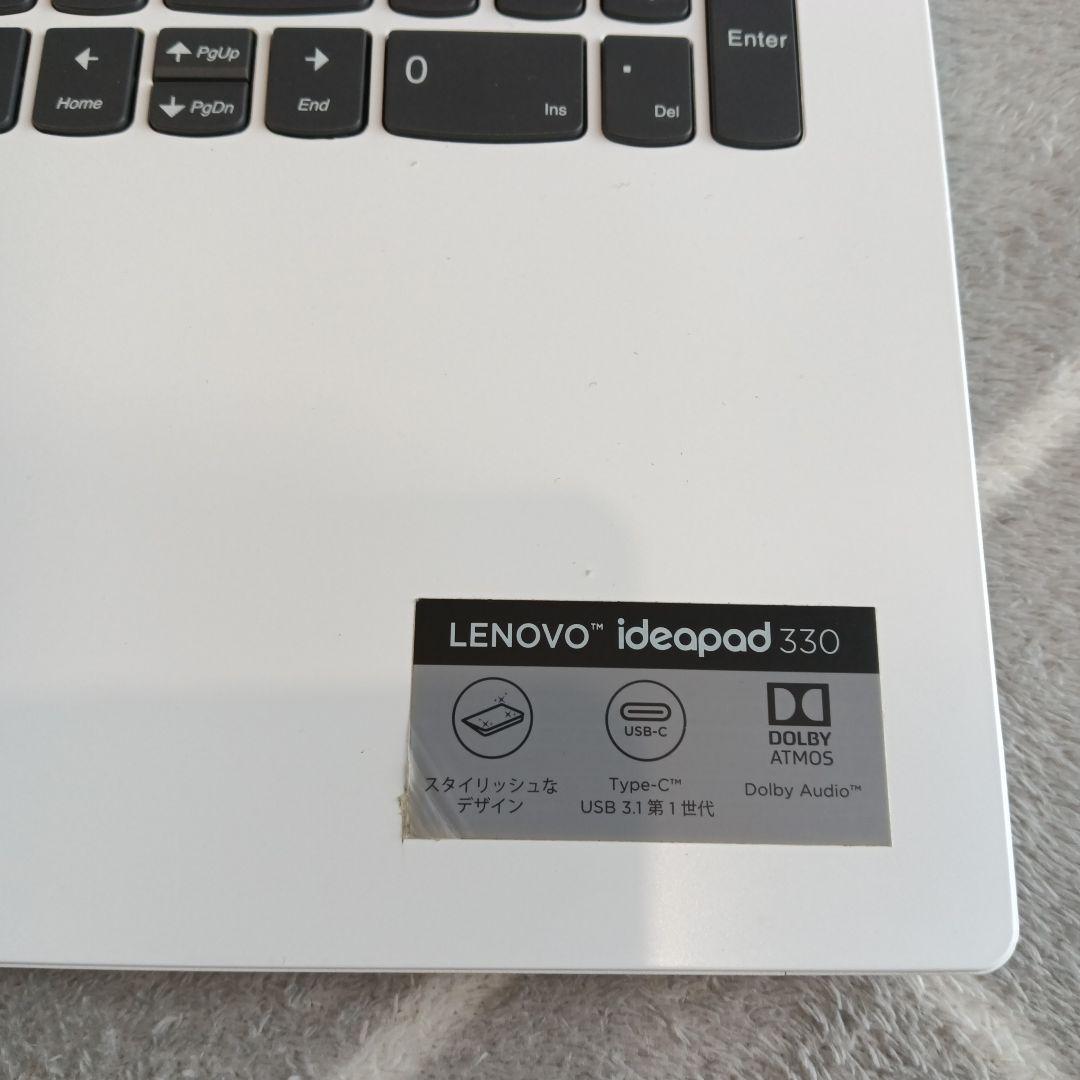 Enter
← Home
↑ PgUp
↓ PgDn
→ End
0 Ins
. Del
LENOVO™ ideapad 330
USB-C
DOLBY
ATMOS
スタイリッシュな
デザイン
Type-C™
USB 3.1 第1世代
Dolby Audio™